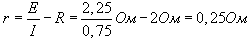 r = E/I − R = 2,25/0,75 Ом − 2Ом = 0,25Ом